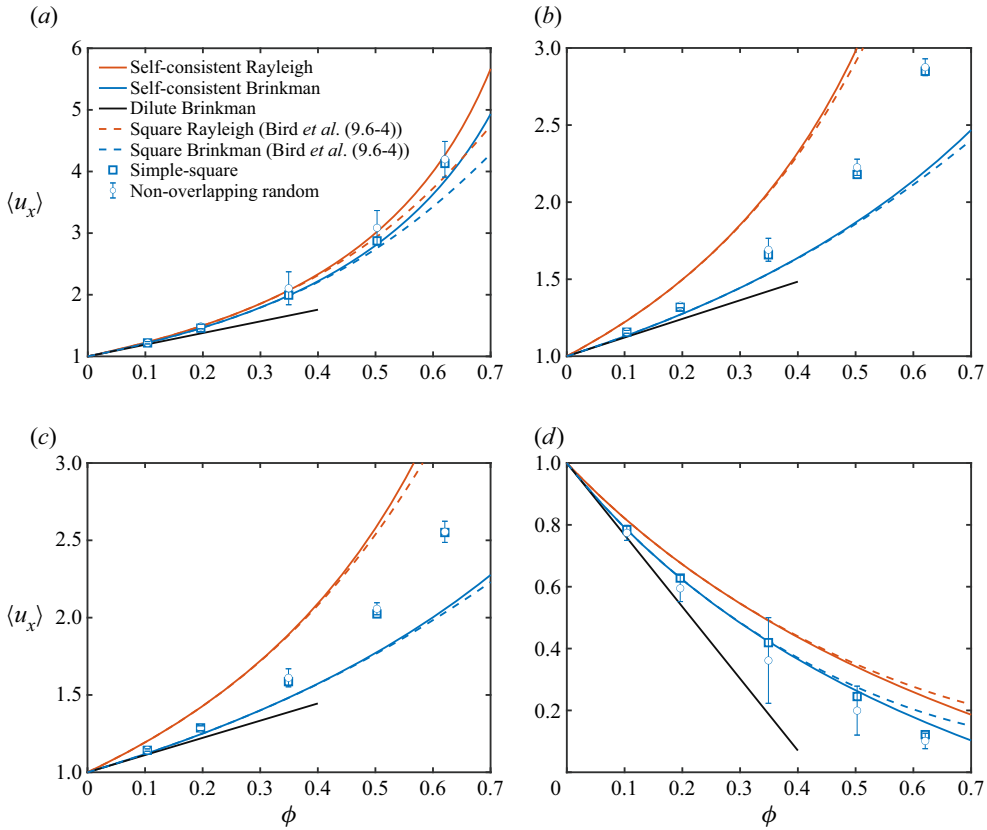 (a)
6
5
4
3
2
1
⟨u_x⟩
Self-consistent Rayleigh
Self-consistent Brinkman
Dilute Brinkman
Square Rayleigh (Bird et al. (9.6-4))
Square Brinkman (Bird et al. (9.6-4))
Simple-square
Non-overlapping random
0 0.1 0.2 0.3 0.4 0.5 0.6 0.7
(b)
3.0
2.5
2.0
1.5
1.0
0 0.1 0.2 0.3 0.4 0.5 0.6 0.7
(c)
3.0
2.5
2.0
1.5
1.0
⟨u_x⟩
0 0.1 0.2 0.3 0.4 0.5 0.6 0.7
ϕ
(d)
1.0
0.8
0.6
0.4
0.2
0 0.1 0.2 0.3 0.4 0.5 0.6 0.7
ϕ